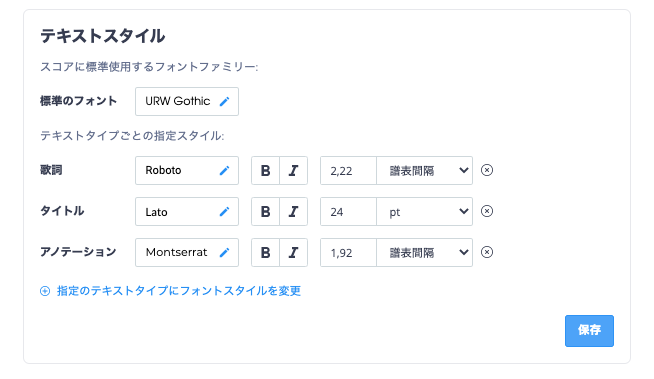 テキストスタイル
スコアに標準使用するフォントファミリー:
標準のフォント URW Gothic
テキストタイプごとの指定スタイル:
歌詞 Roboto B I 2,22 譜表間隔
タイトル Lato B I 24 pt
アノテーション Montserrat B I 1,92 譜表間隔
指定のテキストタイプにフォントスタイルを変更
保存